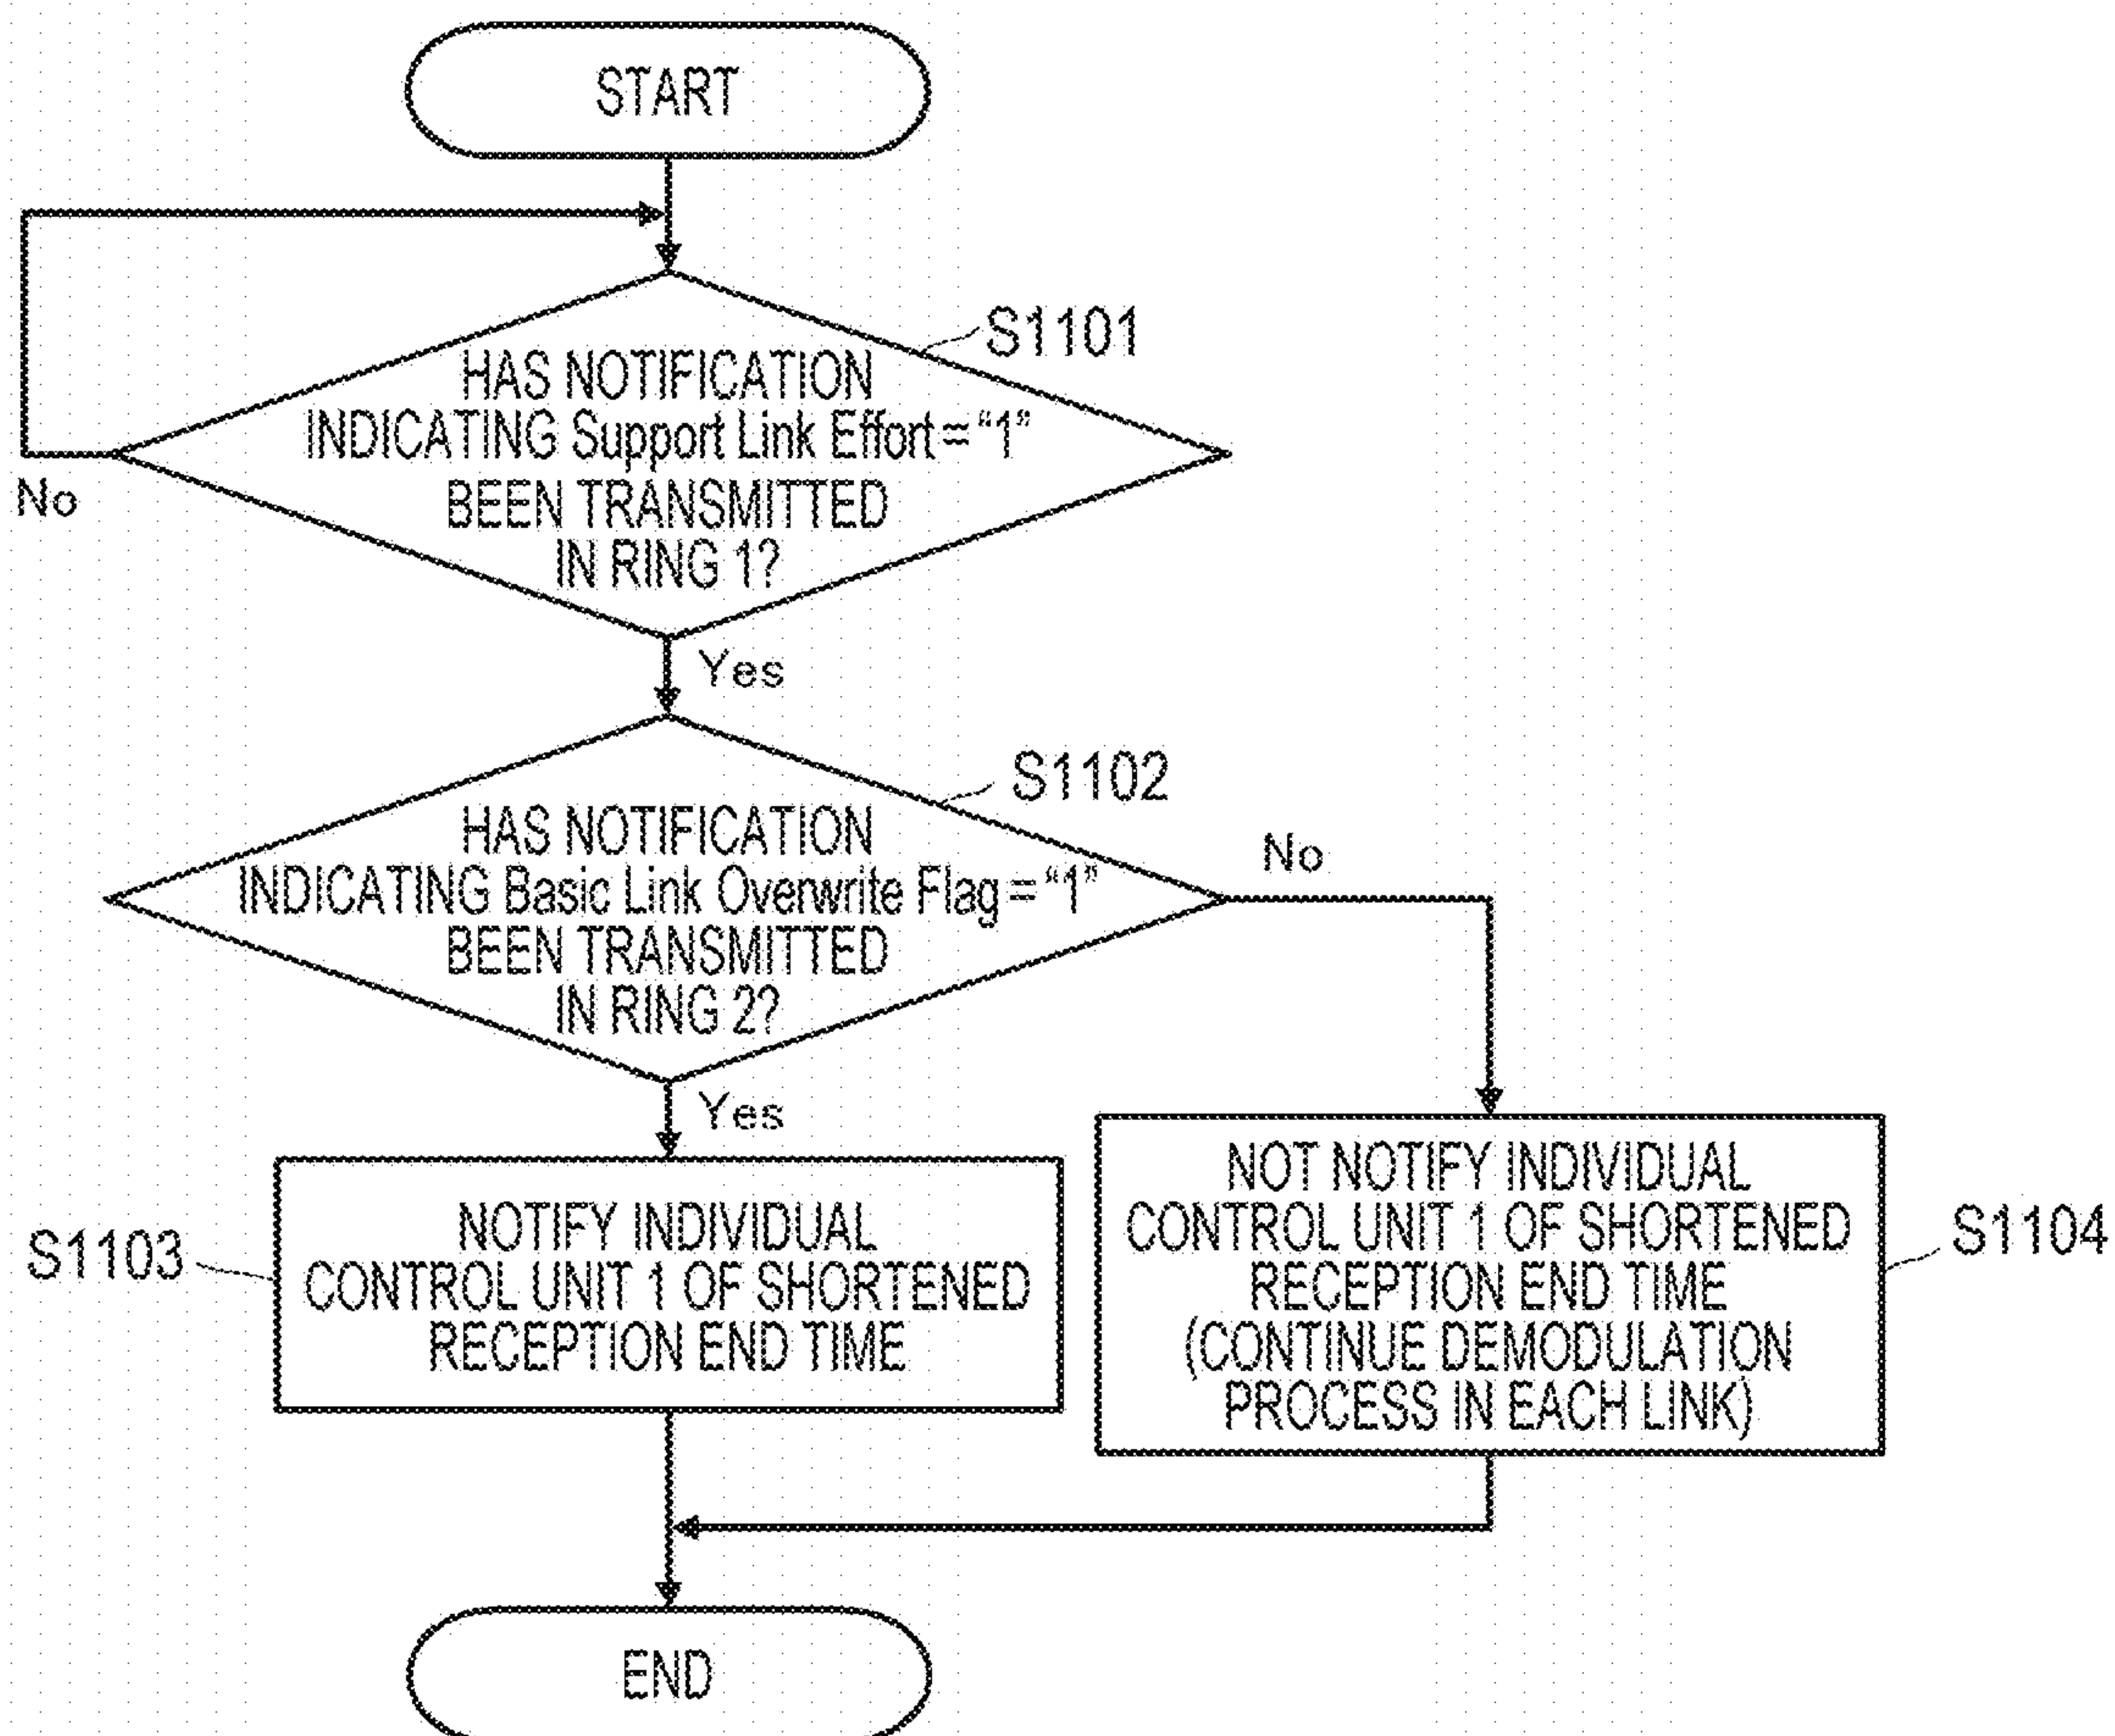 START
S1101
HAS NOTIFICATION
INDICATING Support Link Effort = "1"
BEEN TRANSMITTED
IN RING 1?
No
Yes
S1102
HAS NOTIFICATION
INDICATING Basic Link Overwrite Flag = "1"
BEEN TRANSMITTED
IN RING 2?
No
Yes
S1103
NOTIFY INDIVIDUAL
CONTROL UNIT 1 OF SHORTENED
RECEPTION END TIME
NOT NOTIFY INDIVIDUAL
CONTROL UNIT 1 OF SHORTENED
RECEPTION END TIME
(CONTINUE DEMODULATION
PROCESS IN EACH LINK)
S1104
END